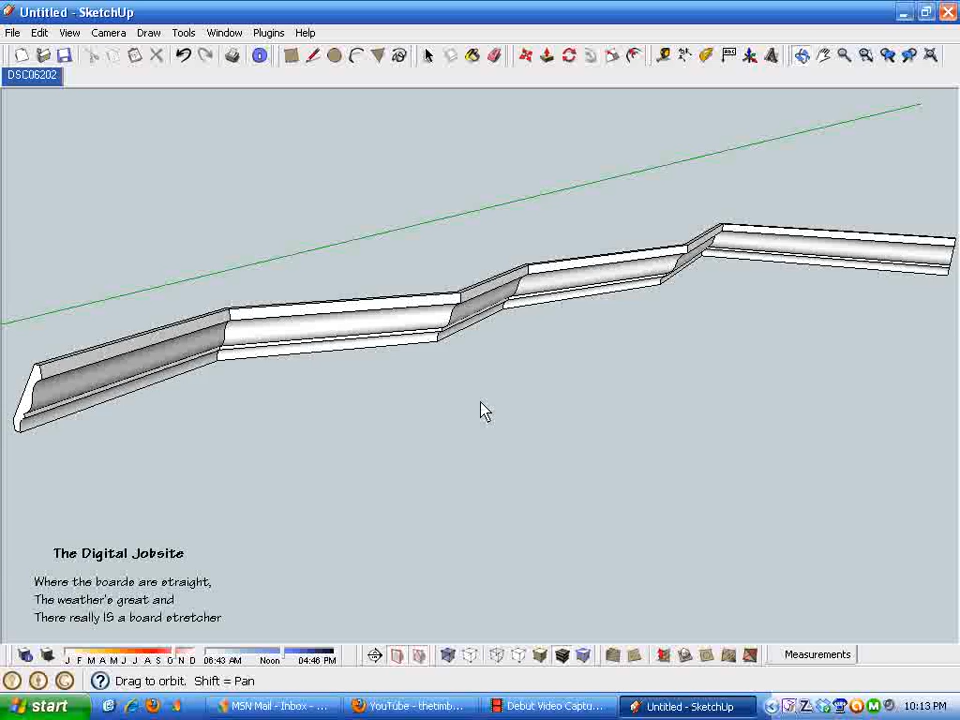 Untitled - SketchUp
File Edit View Camera Draw Tools Window Plugins Help
DSC06202
The Digital Jobsite
Where the boards are straight,
The weather's great and
There really IS a board stretcher
J F M A M J J A S O N D 06:43 AM Noon 04:46 PM Measurements
Drag to orbit. Shift = Pan
start MSN Mail - Inbox - ... YouTube - thetimb... Debut Video Captu... Untitled - SketchUp 10:13 PM